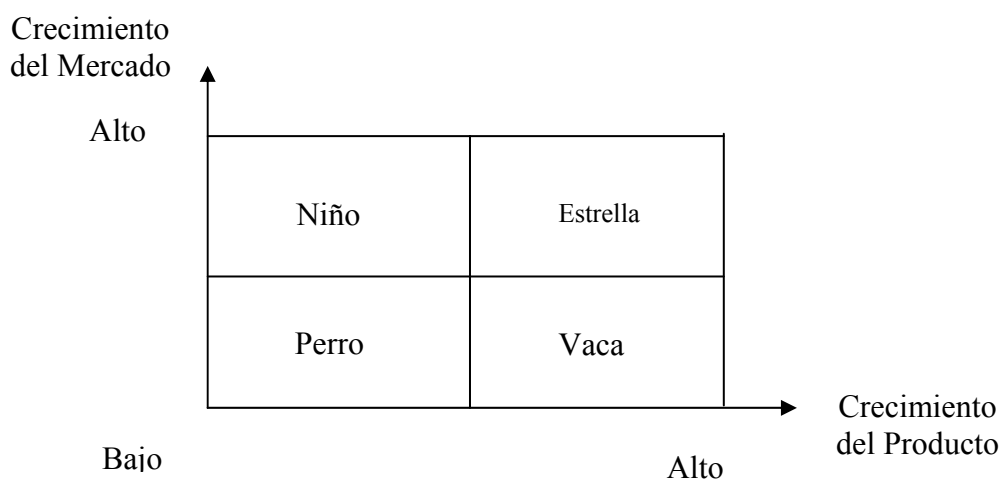 Crecimiento
del Mercado
Alto
Niño
Estrella
Perro
Vaca
Crecimiento
del Producto
Bajo
Alto